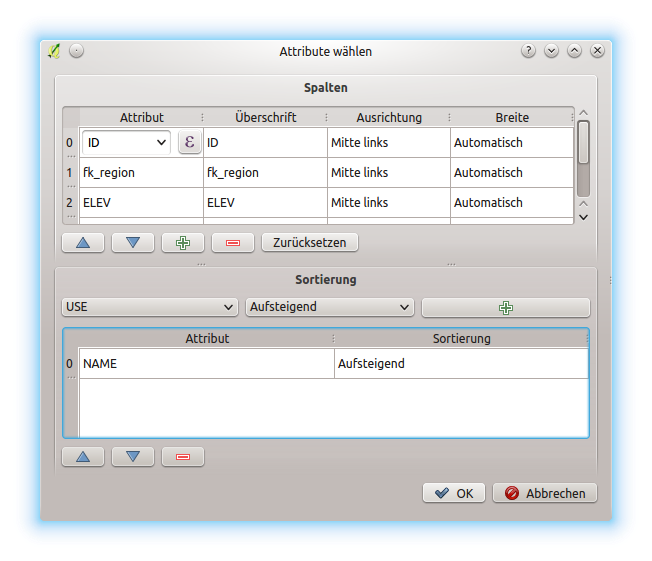 Attribute wählen
Spalten
Attribut Überschrift Ausrichtung Breite
0 ID ε ID Mitte links Automatisch
1 fk_region fk_region Mitte links Automatisch
2 ELEV ELEV Mitte links Automatisch
Zurücksetzen
Sortierung
USE Aufsteigend
Attribut Sortierung
0 NAME Aufsteigend
OK Abbrechen